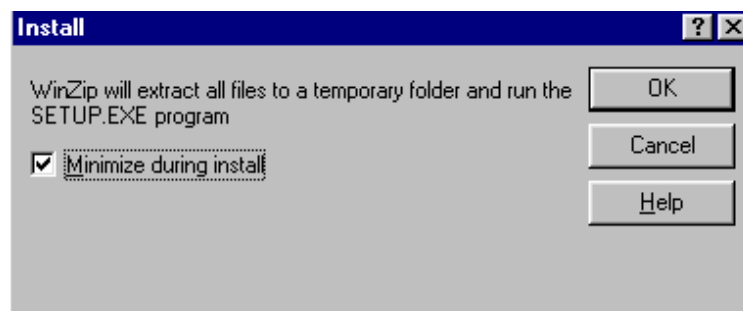 Install
WinZip will extract all files to a temporary folder and run the
SETUP.EXE program
Minimize during install
OK
Cancel
Help